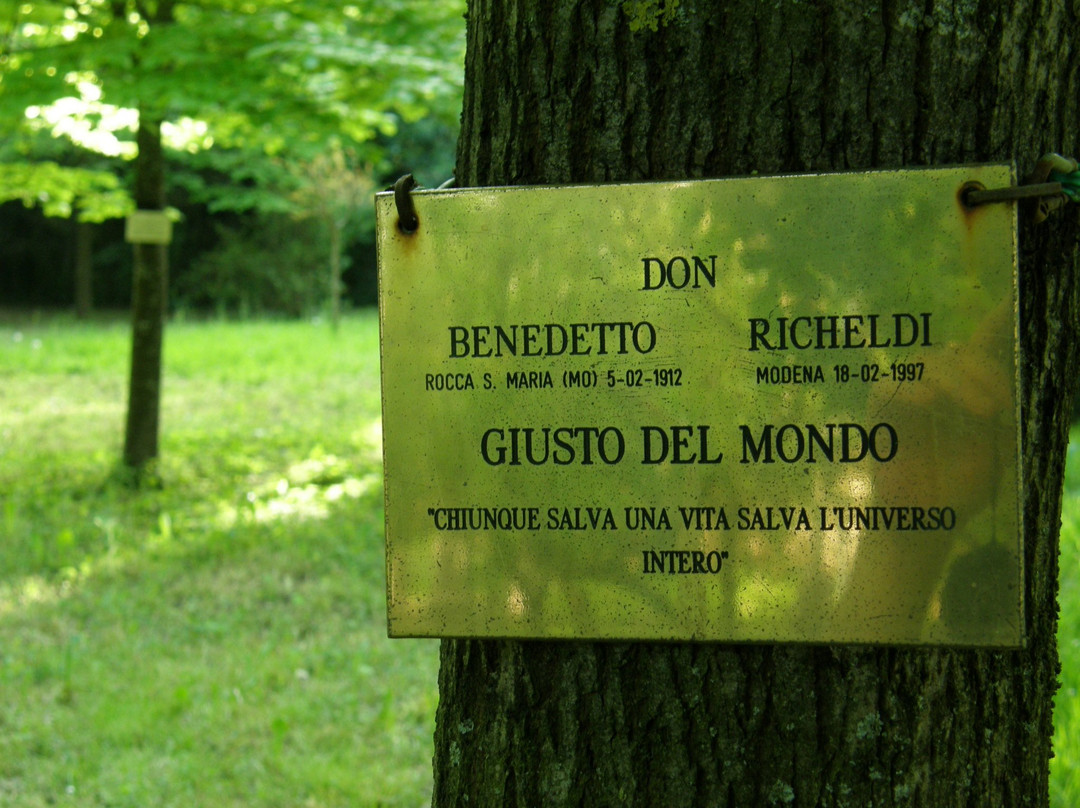 DON
BENEDETTO RICHELDI
ROCCA S. MARIA (MO) 5-02-1912 MODENA 18-02-1997
GIUSTO DEL MONDO
"CHIUNQUE SALVA UNA VITA SALVA L'UNIVERSO
INTERO"